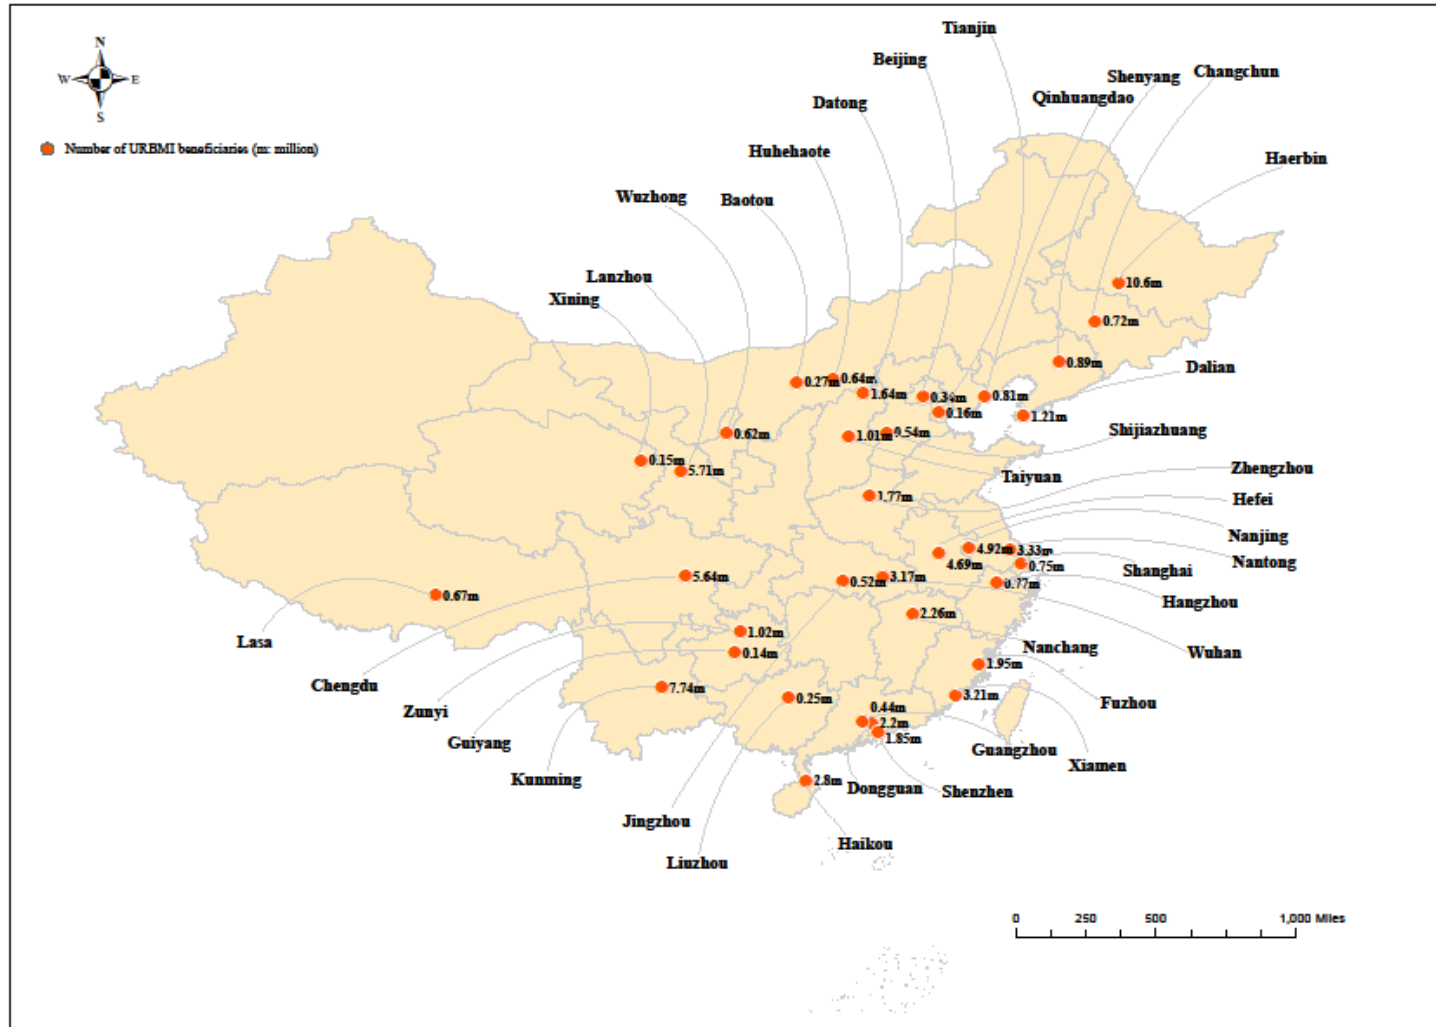 Tianjin
N
Beijing
Shenyang
Changchun
W
E
Qinhuangdao
Datong
S
Number of URBMI beneficiaries (m: million)
Huhehaote
Haerbin
Wuzhong
Baotou
Lanzhou
10.6m
Xining
0.72m
0.89m
Dalian
0.27m
0.64m
1.64m
0.34m
0.81m
0.16m
1.21m
0.62m
1.01m
0.54m
Shijiazhuang
0.15m
5.71m
Taiyuan
Zhengzhou
1.77m
Hefei
Nanjing
4.92m
3.33m
4.69m
0.75m
Nantong
Shanghai
5.64m
0.52m
3.17m
0.77m
0.67m
Hangzhou
2.26m
Lasa
1.02m
Nanchang
0.14m
Wuhan
1.95m
Chengdu
7.74m
0.25m
3.21m
Fuzhou
Zunyi
0.44m
2.2m
1.85m
Guiyang
Guangzhou
Xiamen
Kunming
2.8m
Dongguan
Shenzhen
Jingzhou
Haikou
Liuzhou
0
250
500
1,000 Miles